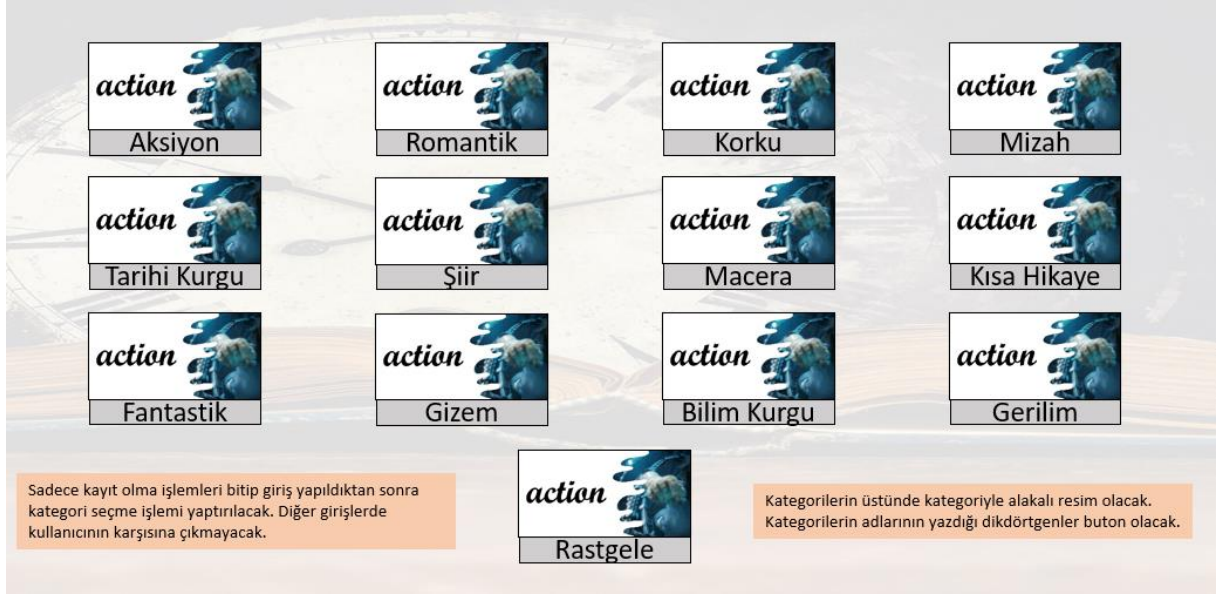 action action action action
Aksiyon Romantik Korku Mizah
action action action action
Tarihi Kurgu Şiir Macera Kısa Hikaye
action action action action
Fantastik Gizem Bilim Kurgu Gerilim
action
Rastgele
Sadece kayıt olma işlemleri bitip giriş yapıldıktan sonra
kategori seçme işlemi yaptırılacak. Diğer girişlerde
kullanıcının karşısına çıkmayacak.
Kategorilerin üstünde kategoriyle alakalı resim olacak.
Kategorilerin adlarının yazdığı dikdörtgenler buton olacak.